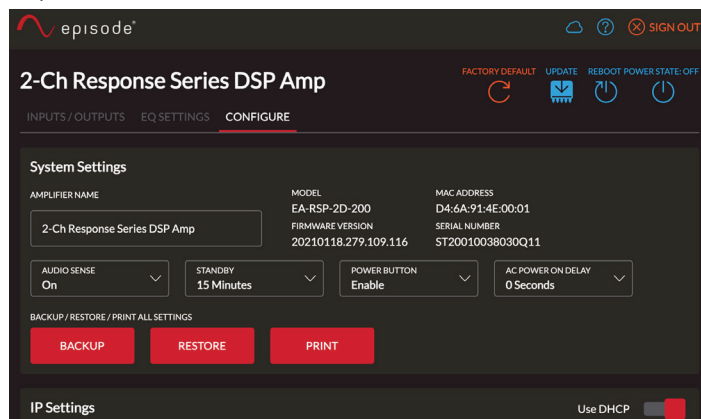 episode®
SIGN OUT
2-Ch Response Series DSP Amp
FACTORY DEFAULT UPDATE REBOOT POWER STATE: OFF
INPUTS / OUTPUTS EQ SETTINGS CONFIGURE
System Settings
AMPLIFIER NAME
2-Ch Response Series DSP Amp
MODEL
EA-RSP-2D-200
MAC ADDRESS
D4:6A:91:4E:00:01
FIRMWARE VERSION
20210118.279.109.116
SERIAL NUMBER
ST20010038030Q11
AUDIO SENSE
On
STANDBY
15 Minutes
POWER BUTTON
Enable
AC POWER ON DELAY
0 Seconds
BACKUP / RESTORE / PRINT ALL SETTINGS
BACKUP RESTORE PRINT
IP Settings
Use DHCP